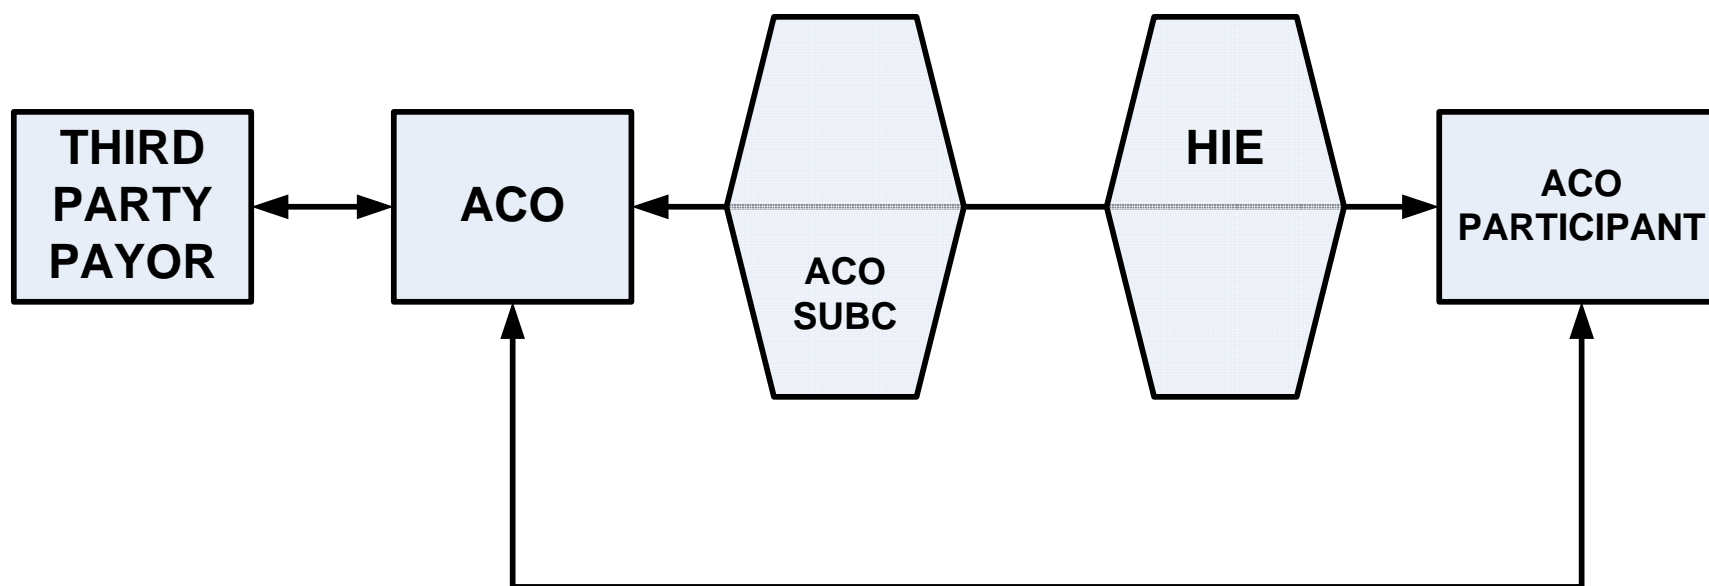 THIRD
PARTY
PAYOR
ACO
ACO
SUBC
HIE
ACO
PARTICIPANT